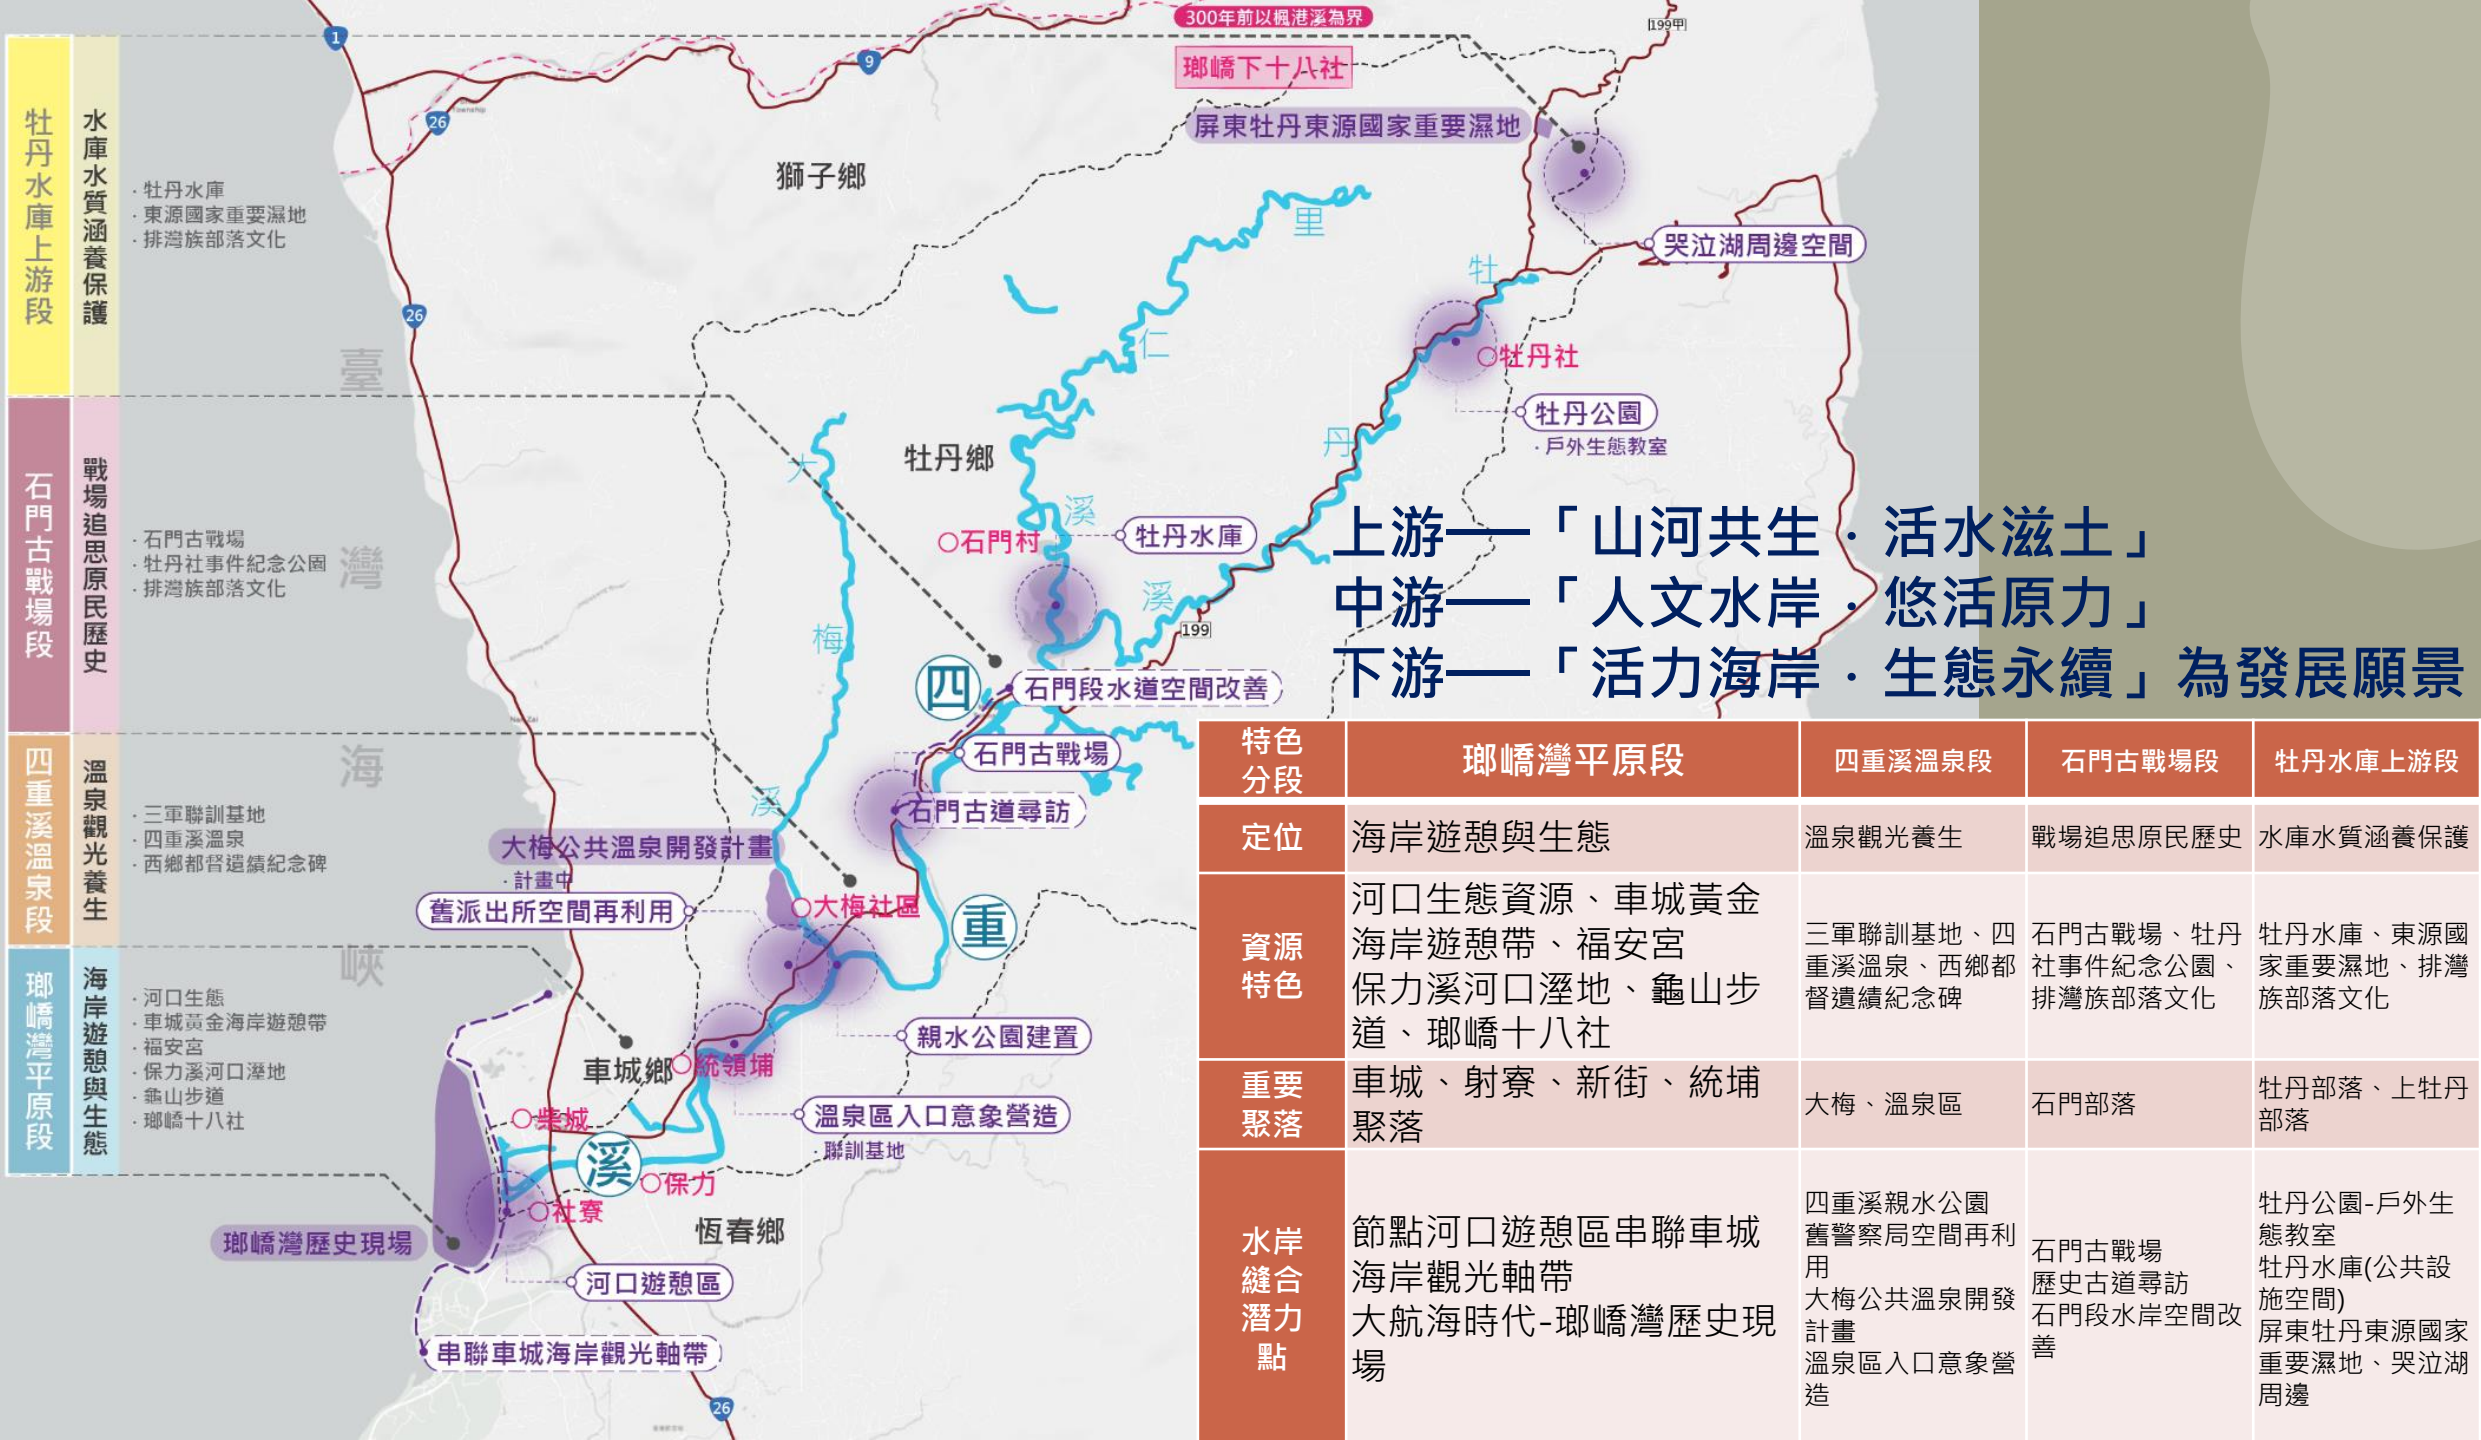 300年前以楓港溪為界
瑯嶠下十八社
屏東牡丹東源國家重要濕地
哭泣湖周邊空間
199甲
1
9
26
26
199
26
獅子鄉
牡丹鄉
車城鄉
恆春鄉
臺
灣
海
峽
牡丹水庫上游段
水庫水質涵養保護
·牡丹水庫
·東源國家重要濕地
·排灣族部落文化
石門古戰場段
戰場追思原民歷史
·石門古戰場
·牡丹社事件紀念公園
·排灣族部落文化
四重溪溫泉段
溫泉觀光養生
·三軍聯訓基地
·四重溪溫泉
·西鄉都督遺績紀念碑
瑯嶠灣平原段
海岸遊憩與生態
·河口生態
·車城黃金海岸遊憩帶
·福安宮
·保力溪河口溼地
·龜山步道
·瑯嶠十八社
里
仁
溪
牡
丹
溪
大
梅
溪
四
重
溪
牡丹社
牡丹公園
·戶外生態教室
石門村
牡丹水庫
石門段水道空間改善
石門古戰場
石門古道尋訪
大梅公共溫泉開發計畫
·計畫中
舊派出所空間再利用
大梅社區
親水公園建置
統領埔
溫泉區入口意象營造
·聯訓基地
柴城
保力
社寮
瑯嶠灣歷史現場
河口遊憩區
串聯車城海岸觀光軸帶
上游──「山河共生．活水滋土」
中游──「人文水岸．悠活原力」
下游──「活力海岸．生態永續」為發展願景
特色
分段
瑯嶠灣平原段
四重溪溫泉段
石門古戰場段
牡丹水庫上游段
定位
海岸遊憩與生態
溫泉觀光養生
戰場追思原民歷史
水庫水質涵養保護
資源
特色
河口生態資源、車城黃金
海岸遊憩帶、福安宮
保力溪河口溼地、龜山步
道、瑯嶠十八社
三軍聯訓基地、四
重溪溫泉、西鄉都
督遺績紀念碑
石門古戰場、牡丹
社事件紀念公園、
排灣族部落文化
牡丹水庫、東源國
家重要濕地、排灣
族部落文化
重要
聚落
車城、射寮、新街、統埔
聚落
大梅、溫泉區
石門部落
牡丹部落、上牡丹
部落
水岸
縫合
潛力
點
節點河口遊憩區串聯車城
海岸觀光軸帶
大航海時代-瑯嶠灣歷史現
場
四重溪親水公園
舊警察局空間再利
用
大梅公共溫泉開發
計畫
溫泉區入口意象營
造
石門古戰場
歷史古道尋訪
石門段水岸空間改
善
牡丹公園-戶外生
態教室
牡丹水庫(公共設
施空間)
屏東牡丹東源國家
重要濕地、哭泣湖
周邊